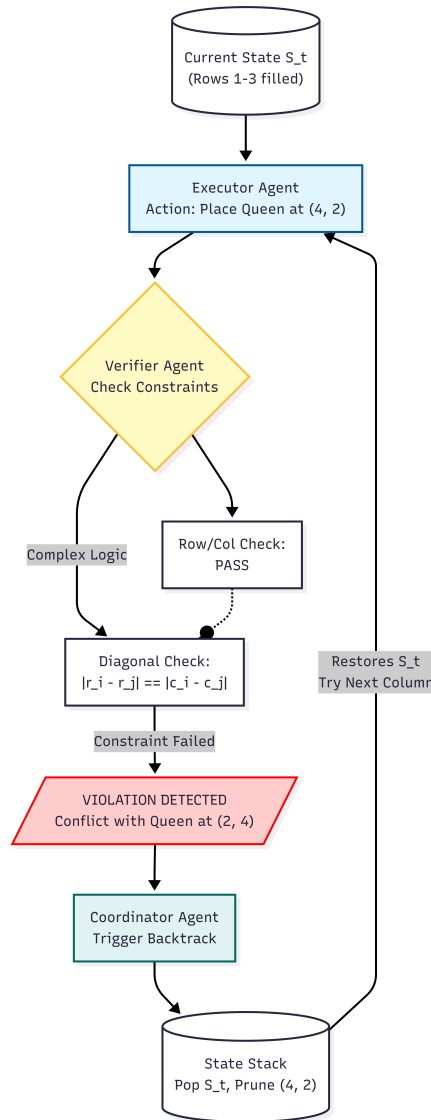 Current State S_t
(Rows 1-3 filled)
Executor Agent
Action: Place Queen at (4, 2)
Verifier Agent
Check Constraints
Row/Col Check:
PASS
Complex Logic
Diagonal Check:
|r_i - r_j| == |c_i - c_j|
Restores S_t
Try Next Column
Constraint Failed
VIOLATION DETECTED
Conflict with Queen at (2, 4)
Coordinator Agent
Trigger Backtrack
State Stack
Pop S_t, Prune (4, 2)